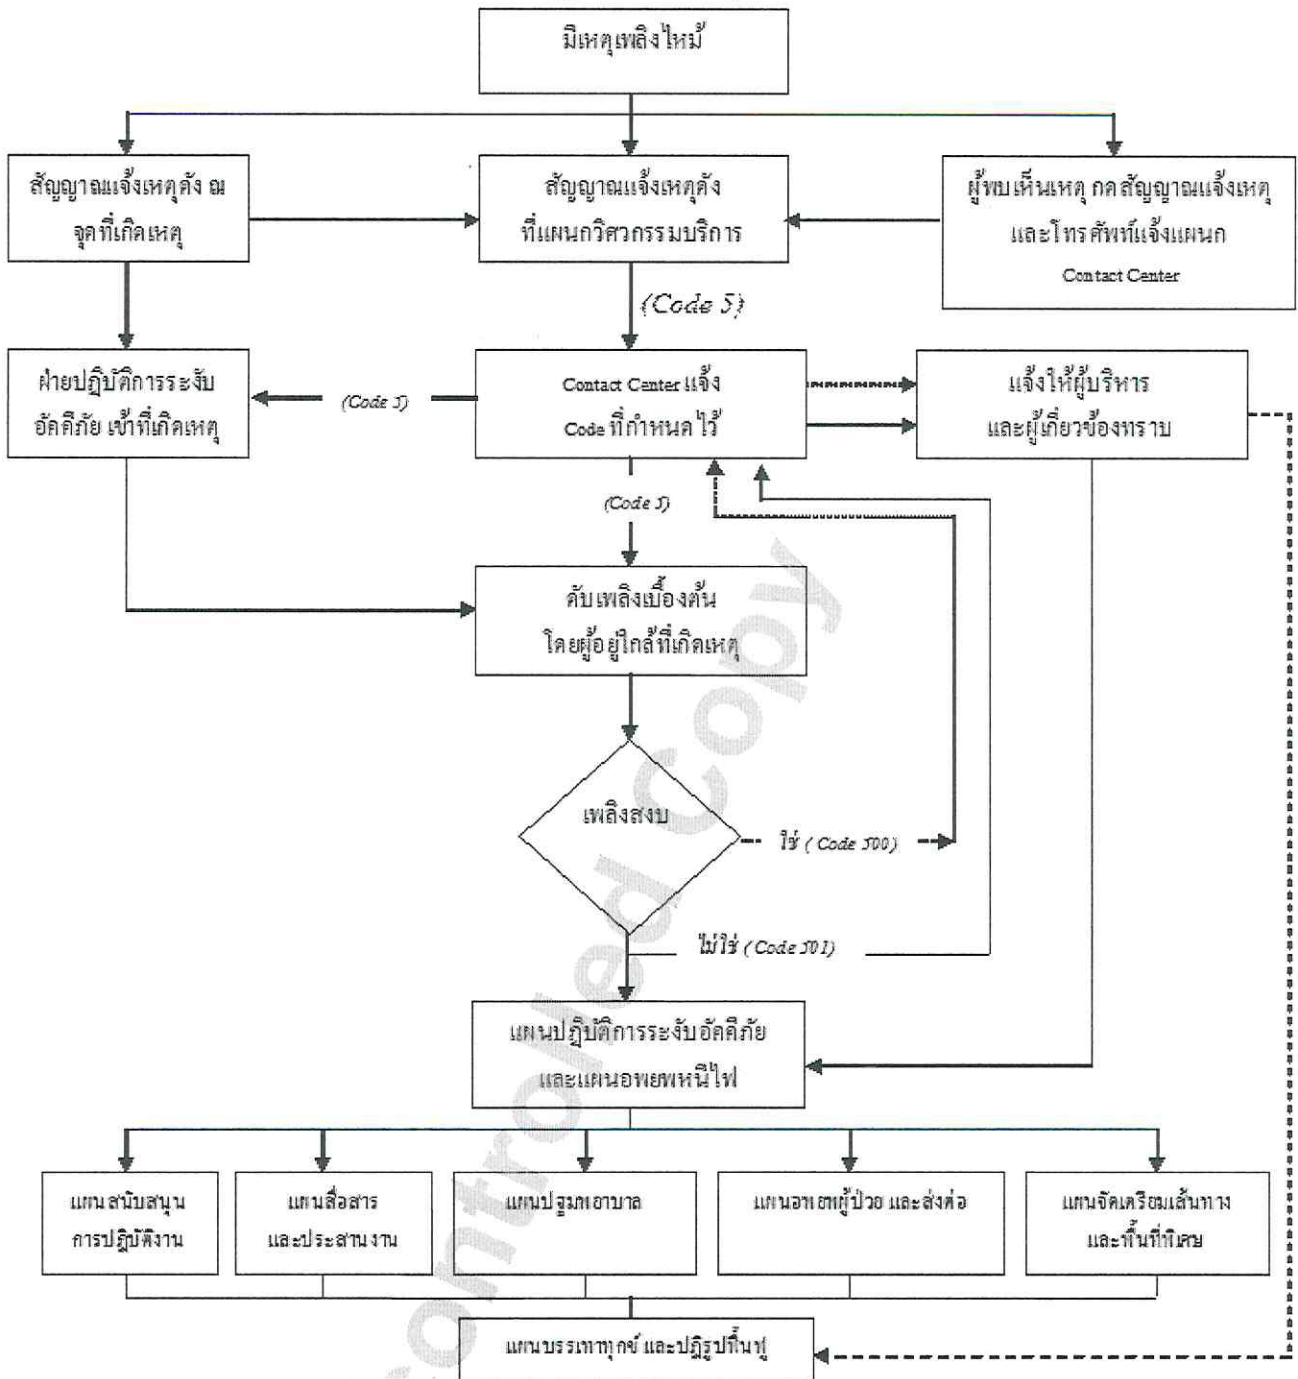 มีเหตุเพลิงไหม้
สัญญาณแจ้งเหตุดัง ณ
จุดที่เกิดเหตุ
สัญญาณแจ้งเหตุดัง
ที่แผนกวิศวกรรมบริการ
ผู้พบเห็นเหตุ กดสัญญาณแจ้งเหตุ
และโทรศัพท์แจ้งแผนก
Contact Center
(Code 5)
ฝ่ายปฏิบัติการระงับ
อัคคีภัย เข้าที่เกิดเหตุ
(Code 5)
Contact Center แจ้ง
Code ที่กำหนดไว้
แจ้งให้ผู้บริหาร
และผู้เกี่ยวข้องทราบ
(Code 5)
ดับเพลิงเบื้องต้น
โดยผู้อยู่ใกล้ที่เกิดเหตุ
เพลิงสงบ
ใช่ ( Code 500)
ไม่ใช่ ( Code 501)
แผนปฏิบัติการระงับอัคคีภัย
และแผนอพยพหนีไฟ
แผนสนับสนุน
การปฏิบัติงาน
แผนสื่อสาร
และประสานงาน
แผนปฐมพยาบาล
แผนอพยพผู้ป่วย และส่งต่อ
แผนจัดเตรียมเส้นทาง
และพื้นที่พิเศษ
แผนบรรเทาทุกข์ และปฏิรูปฟื้นฟู
ontrolled Copy